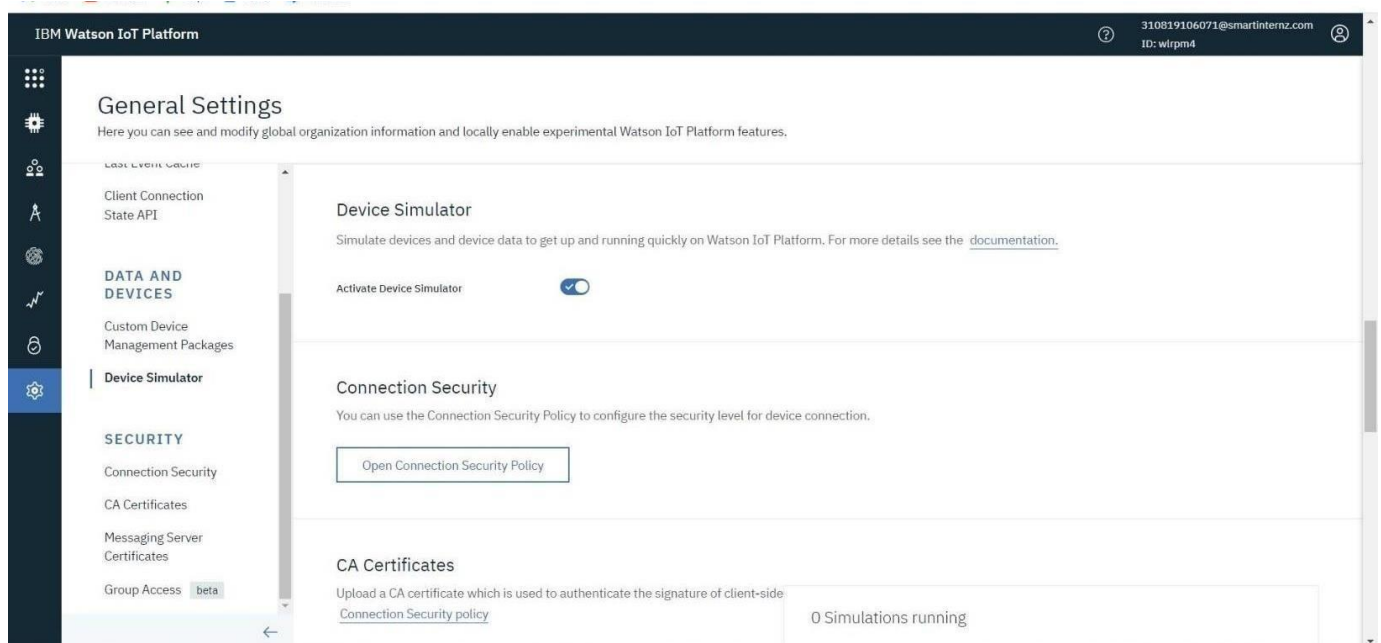 IBM Watson IoT Platform
310819106071@smartinternz.com
ID: wlrpm4
General Settings
Here you can see and modify global organization information and locally enable experimental Watson IoT Platform features.
Last Event Cache
Client Connection
State API
DATA AND
DEVICES
Custom Device
Management Packages
Device Simulator
SECURITY
Connection Security
CA Certificates
Messaging Server
Certificates
Group Access beta
Device Simulator
Simulate devices and device data to get up and running quickly on Watson IoT Platform. For more details see the documentation.
Activate Device Simulator
Connection Security
You can use the Connection Security Policy to configure the security level for device connection.
Open Connection Security Policy
CA Certificates
Upload a CA certificate which is used to authenticate the signature of client-side
Connection Security policy
0 Simulations running